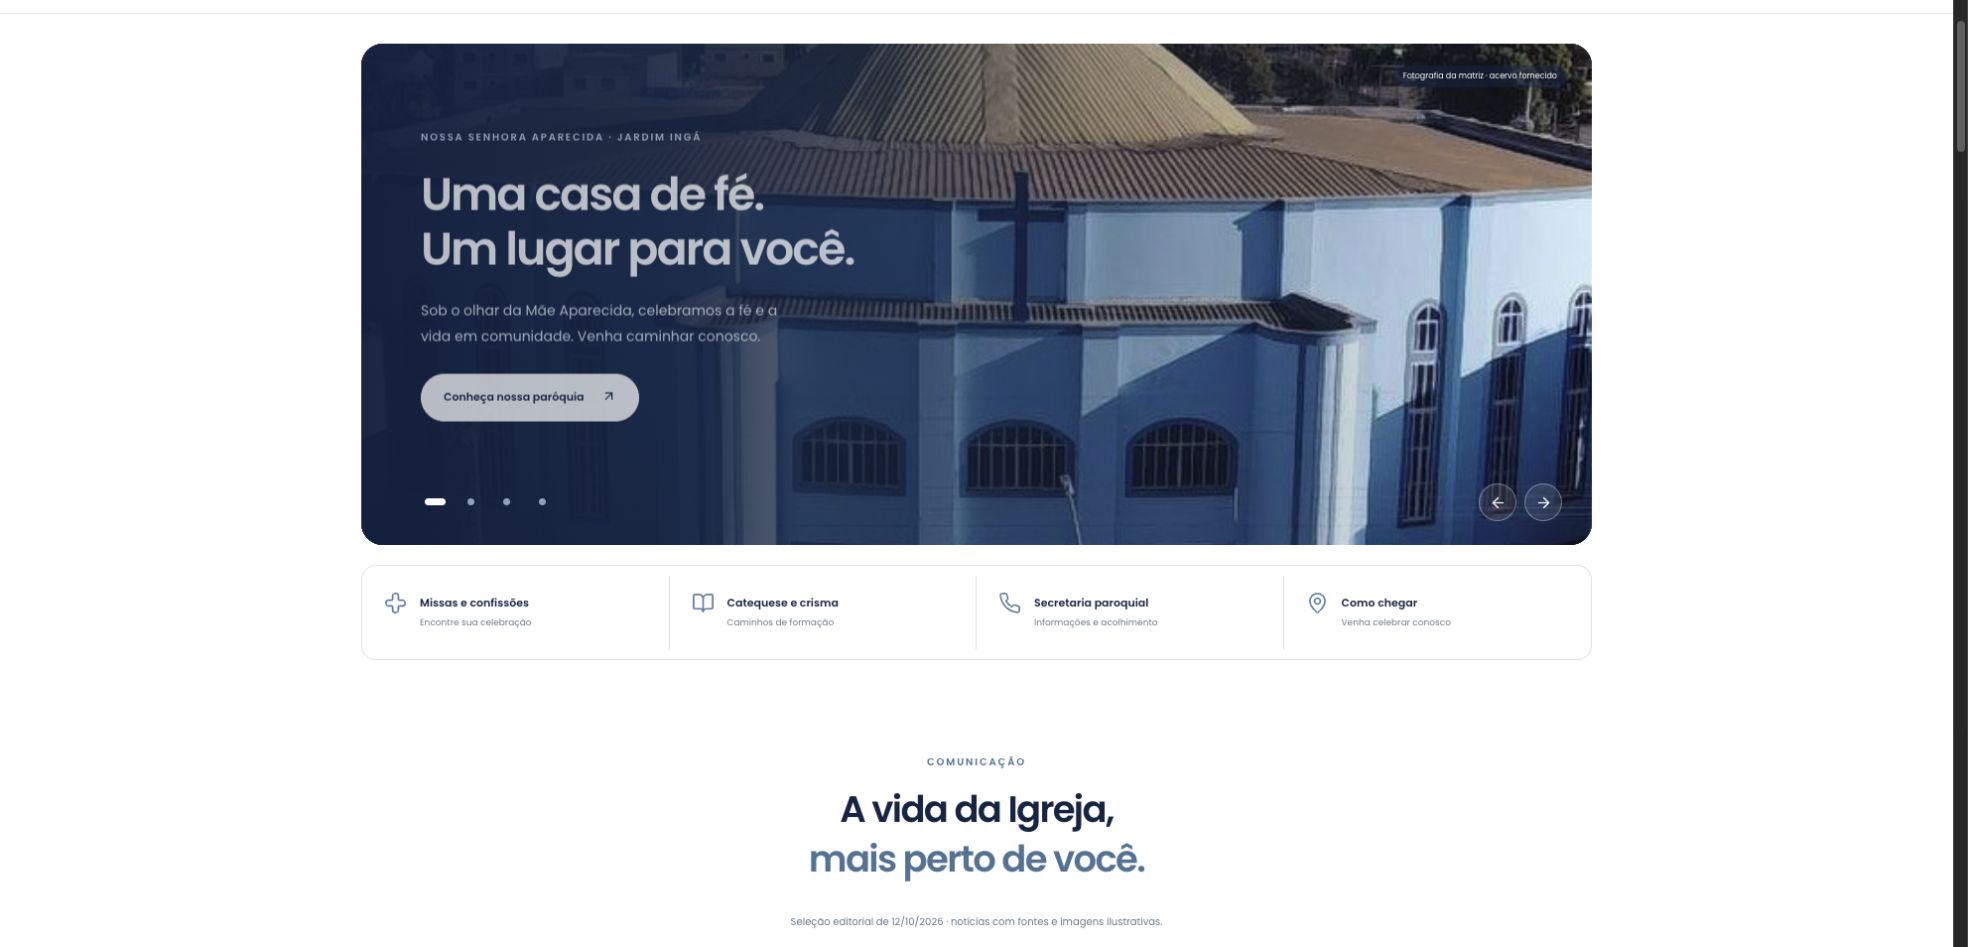 Fotografia da matriz · acervo fornecido
NOSSA SENHORA APARECIDA · JARDIM INGÁ
Uma casa de fé.
Um lugar para você.
Sob o olhar da Mãe Aparecida, celebramos a fé e a
vida em comunidade. Venha caminhar conosco.
Conheça nossa paróquia
Missas e confissões
Encontre sua celebração
Catequese e crisma
Caminhos de formação
Secretaria paroquial
Informações e acolhimento
Como chegar
Venha celebrar conosco
COMUNICAÇÃO
A vida da Igreja,
mais perto de você.
Seleção editorial de 12/10/2026 · notícias com fontes e imagens ilustrativas.